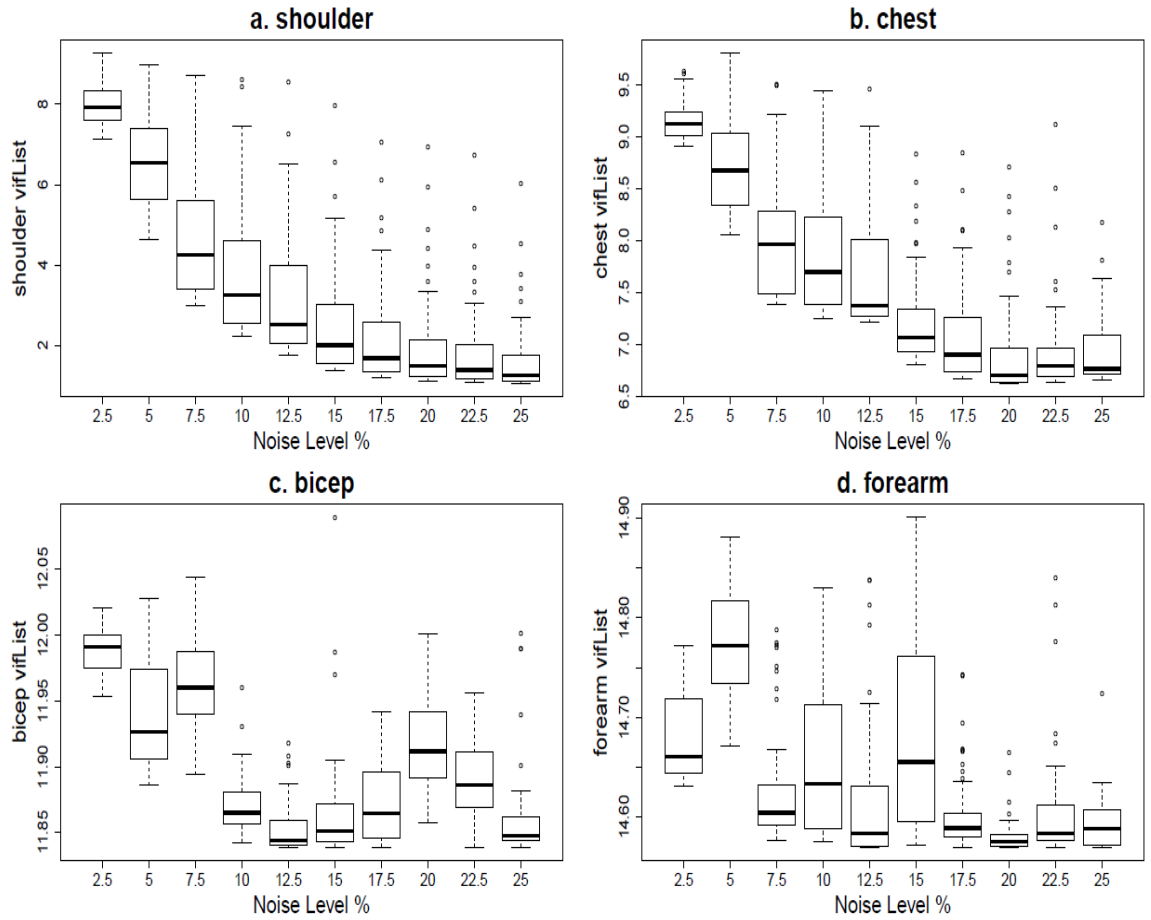 a. shoulder
shoulder vifList
8
6
4
2
2.5 5 7.5 10 12.5 15 17.5 20 22.5 25
Noise Level %
b. chest
chest vifList
9.5
9.0
8.5
8.0
7.5
7.0
6.5
2.5 5 7.5 10 12.5 15 17.5 20 22.5 25
Noise Level %
c. bicep
bicep vifList
12.05
12.00
11.95
11.90
11.85
2.5 5 7.5 10 12.5 15 17.5 20 22.5 25
Noise Level %
d. forearm
forearm vifList
14.90
14.80
14.70
14.60
2.5 5 7.5 10 12.5 15 17.5 20 22.5 25
Noise Level %